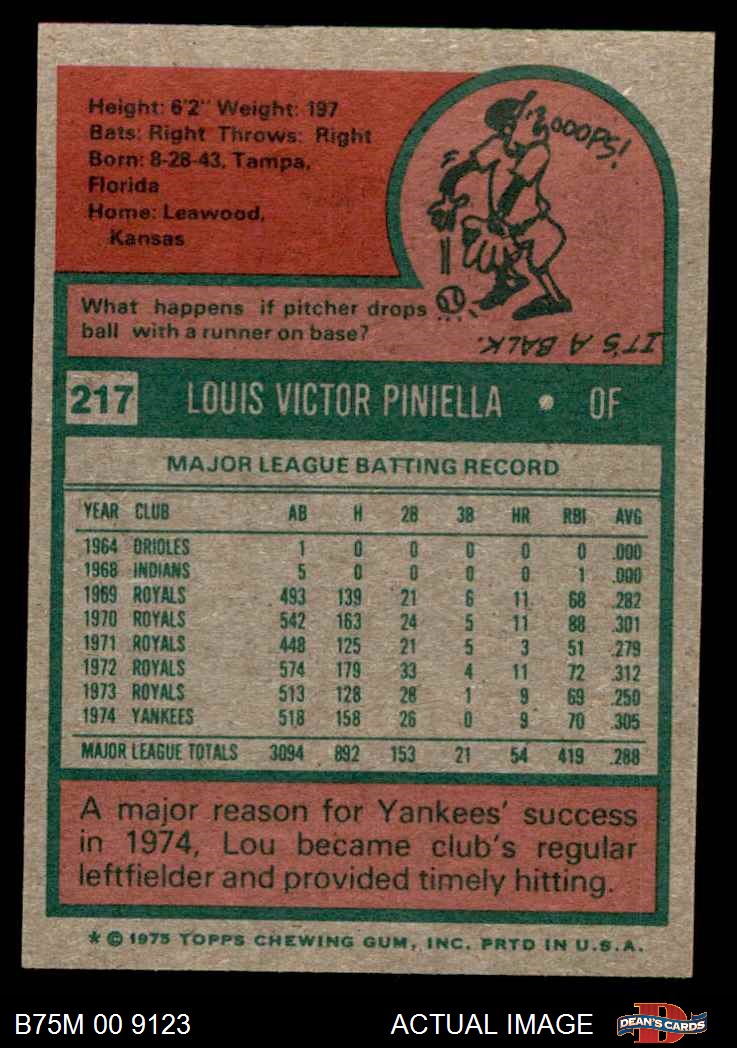 Height: 6'2" Weight: 197
Bats: Right Throws: Right
Born: 8-28-43, Tampa,
Florida
Home: Leawood,
Kansas
OOOPS!
What happens if pitcher drops
ball with a runner on base?
IT'S A BALK.
217 LOUIS VICTOR PINIELLA • OF
MAJOR LEAGUE BATTING RECORD
YEAR CLUB AB H 2B 3B HR RBI AVG
1964 ORIOLES 1 0 0 0 0 0 .000
1968 INDIANS 5 0 0 0 0 1 .000
1969 ROYALS 493 139 21 6 11 68 .282
1970 ROYALS 542 163 24 5 11 88 .301
1971 ROYALS 448 125 21 5 3 51 .279
1972 ROYALS 574 179 33 4 11 72 .312
1973 ROYALS 513 128 28 1 9 69 .250
1974 YANKEES 518 158 26 0 9 70 .305
MAJOR LEAGUE TOTALS 3094 892 153 21 54 419 .288
A major reason for Yankees' success
in 1974, Lou became club's regular
leftfielder and provided timely hitting.
* © 1975 TOPPS CHEWING GUM, INC. PRTD IN U.S.A.
B75M 00 9123 ACTUAL IMAGE D DEAN'S CARDS